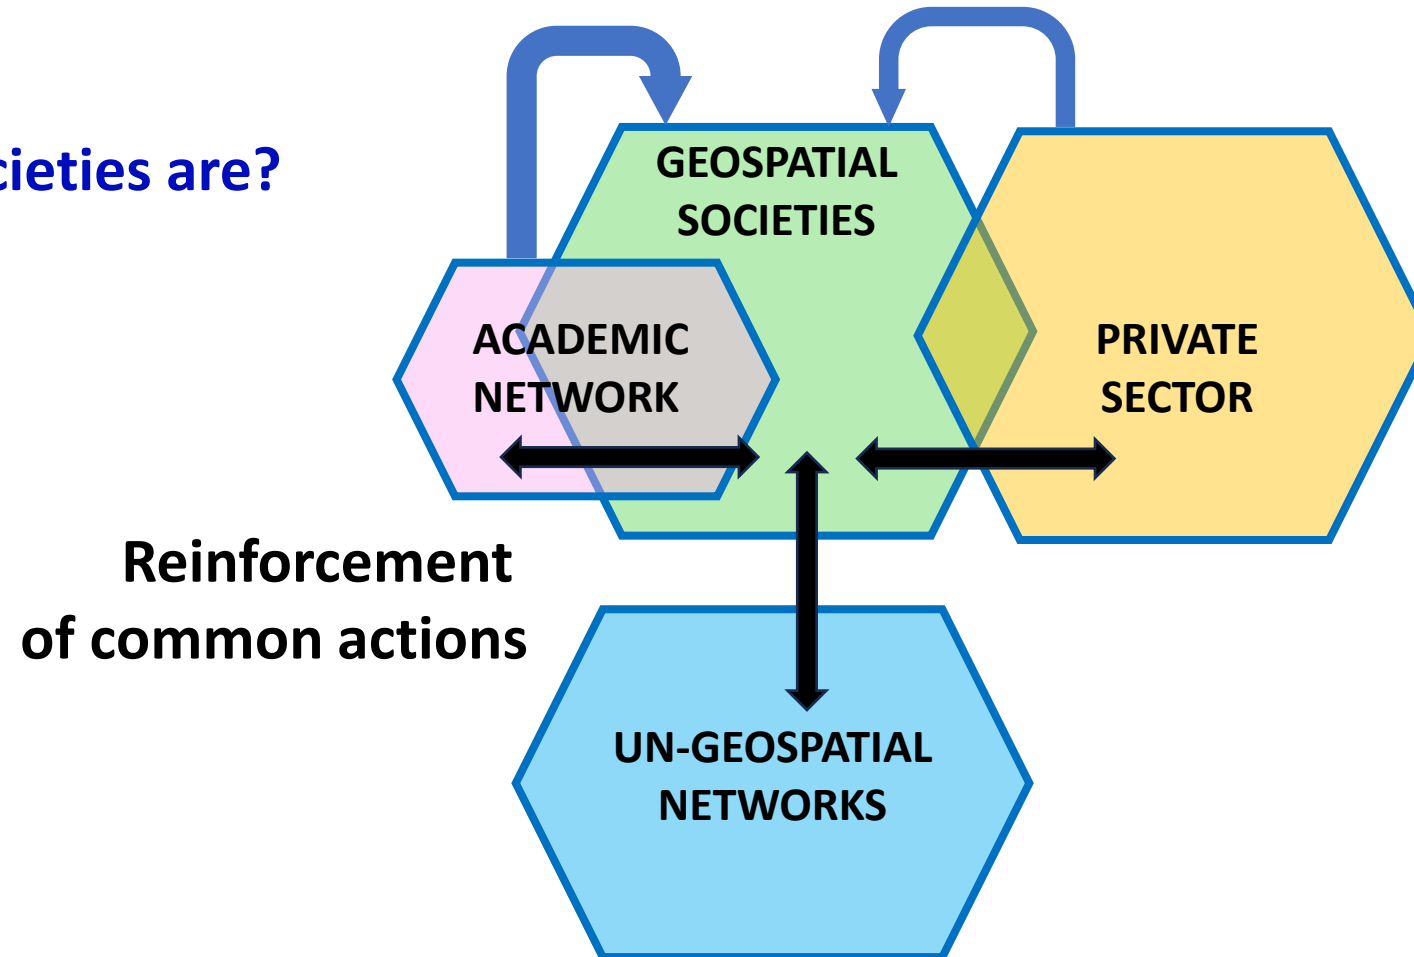 cieties are?
GEOSPATIAL
SOCIETIES
ACADEMIC
NETWORK
PRIVATE
SECTOR
Reinforcement
of common actions
UN-GEOSPATIAL
NETWORKS